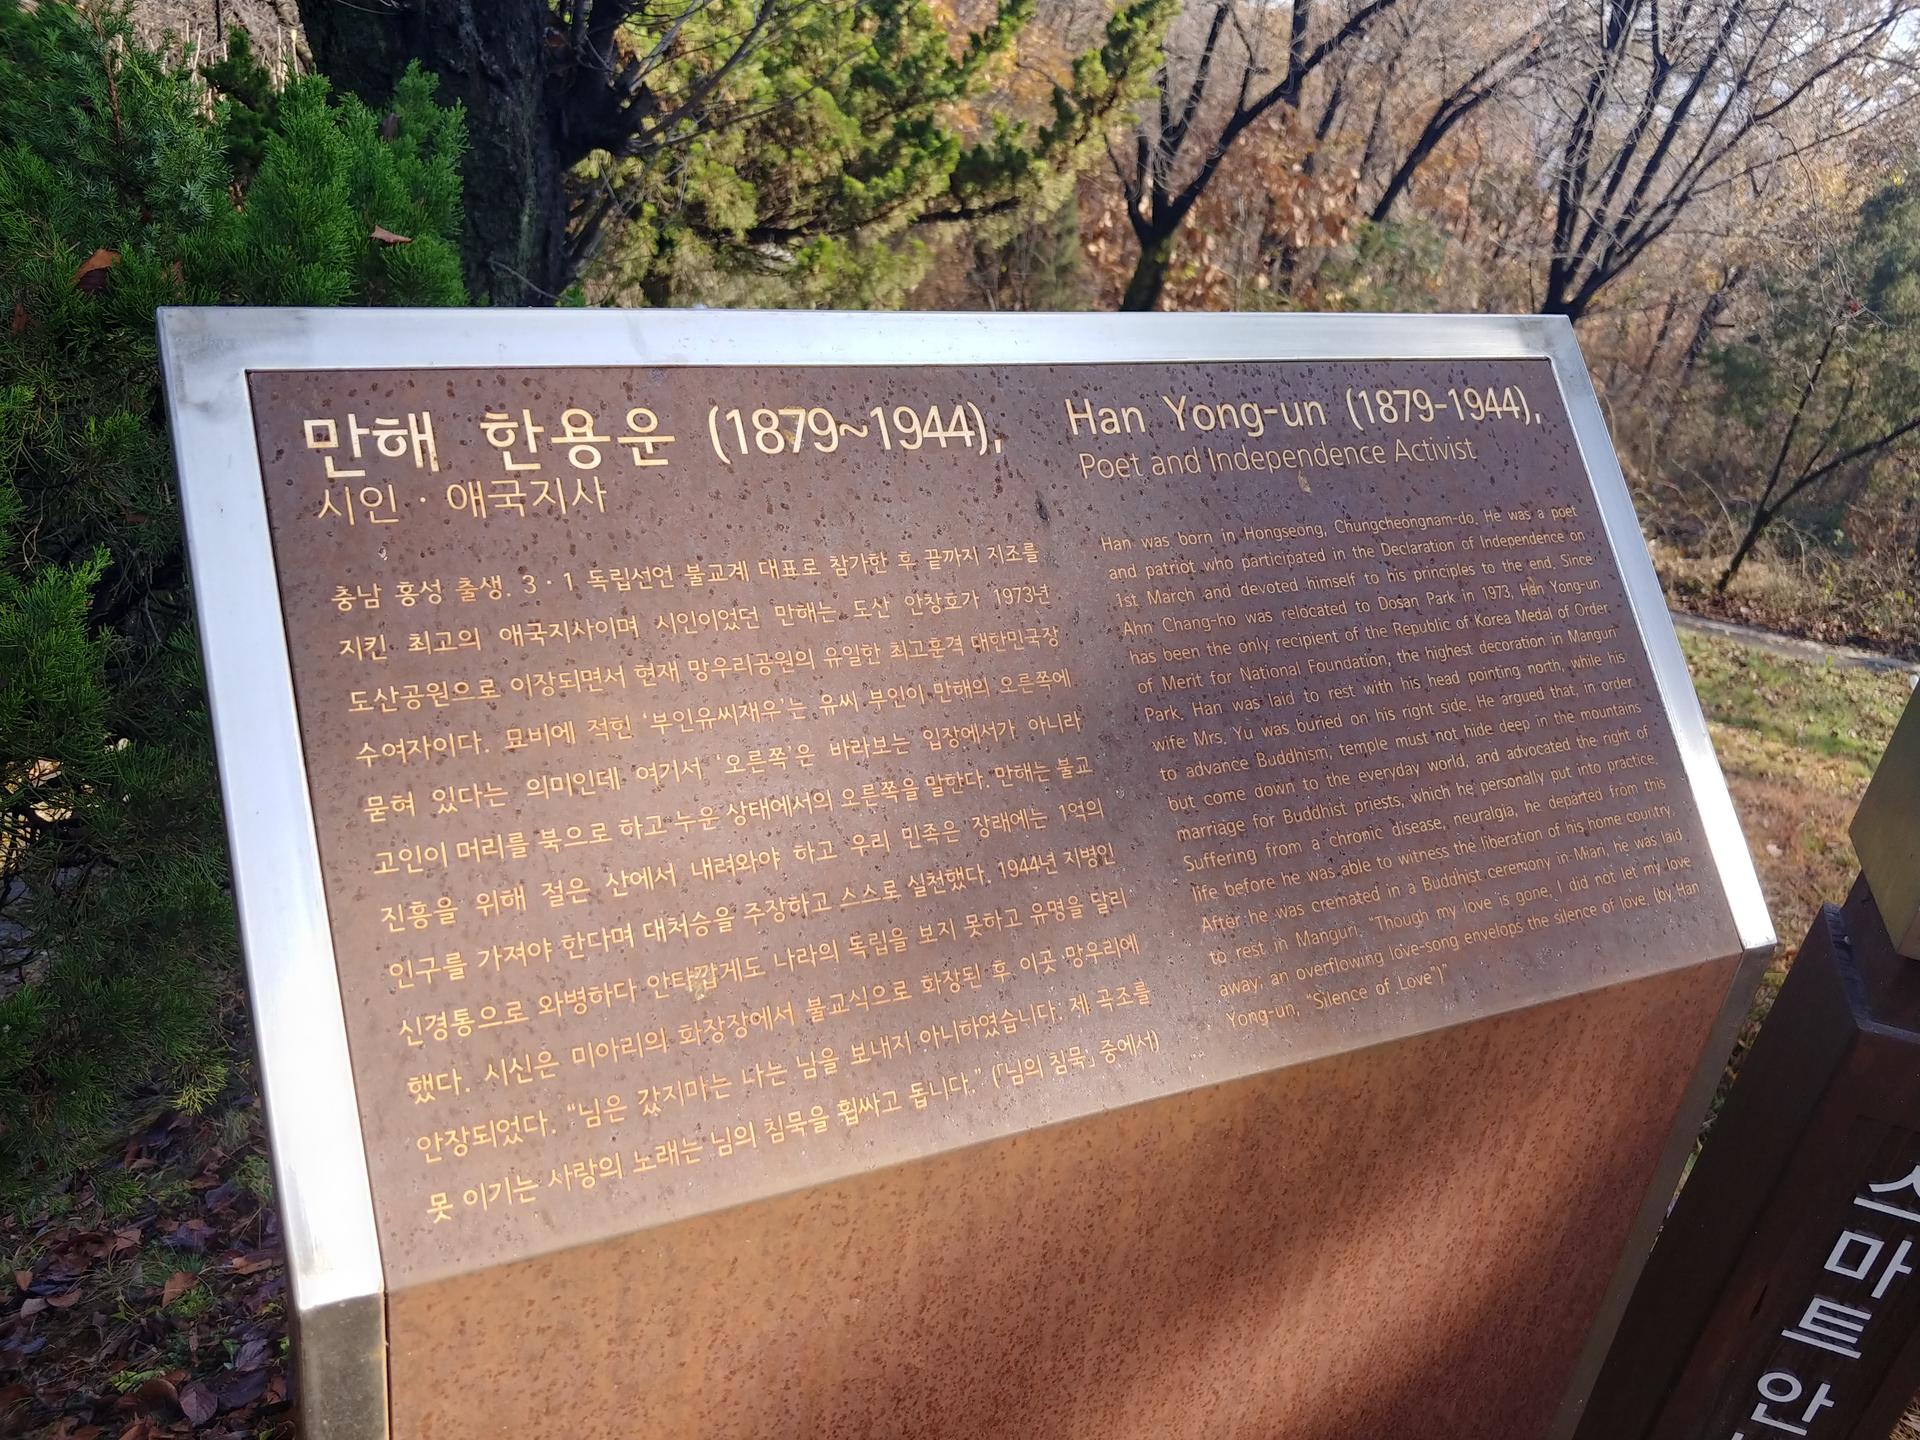 만해 한용운 (1879~1944),
시인 · 애국지사
충남 홍성 출생. 3 · 1 독립선언 불교계 대표로 참가한 후 끝까지 지조를
지킨 최고의 애국지사이며 시인이었던 만해는 도산 안창호가 1973년
도산공원으로 이장되면서 현재 망우리공원의 유일한 최고훈격 대한민국장
수여자이다. 묘비에 적힌 '부인유씨재우'는 유씨 부인이 만해의 오른쪽에
묻혀 있다는 의미인데 여기서 '오른쪽'은 바라보는 입장에서가 아니라
고인이 머리를 북으로 하고 누운 상태에서의 오른쪽을 말한다. 만해는 불교
진흥을 위해 절은 산에서 내려와야 하고 우리 민족은 장래에는 1억의
인구를 가져야 한다며 대처승을 주장하고 스스로 실천했다. 1944년 지병인
신경통으로 와병하다 안타깝게도 나라의 독립을 보지 못하고 유명을 달리
했다. 시신은 미아리의 화장장에서 불교식으로 화장된 후 이곳 망우리에
안장되었다. "님은 갔지마는 나는 님을 보내지 아니하였습니다. 제 곡조를
못 이기는 사랑의 노래는 님의 침묵을 휩싸고 돕니다." (「님의 침묵」 중에서)
Han Yong-un (1879-1944),
Poet and Independence Activist
Han was born in Hongseong, Chungcheongnam-do. He was a poet
and patriot who participated in the Declaration of Independence on
1st March and devoted himself to his principles to the end. Since
Ahn Chang-ho was relocated to Dosan Park in 1973, Han Yong-un
has been the only recipient of the Republic of Korea Medal of Order
of Merit for National Foundation, the highest decoration in Manguri
Park. Han was laid to rest with his head pointing north, while his
wife Mrs. Yu was buried on his right side. He argued that, in order
to advance Buddhism, temple must not hide deep in the mountains
but come down to the everyday world, and advocated the right of
marriage for Buddhist priests, which he personally put into practice.
Suffering from a chronic disease, neuralgia, he departed from this
life before he was able to witness the liberation of his home country.
After he was cremated in a Buddhist ceremony in Miari, he was laid
to rest in Manguri. "Though my love is gone, I did not let my love
away, an overflowing love-song envelops the silence of love. (by Han
Yong-un, "Silence of Love")"
스마트 안